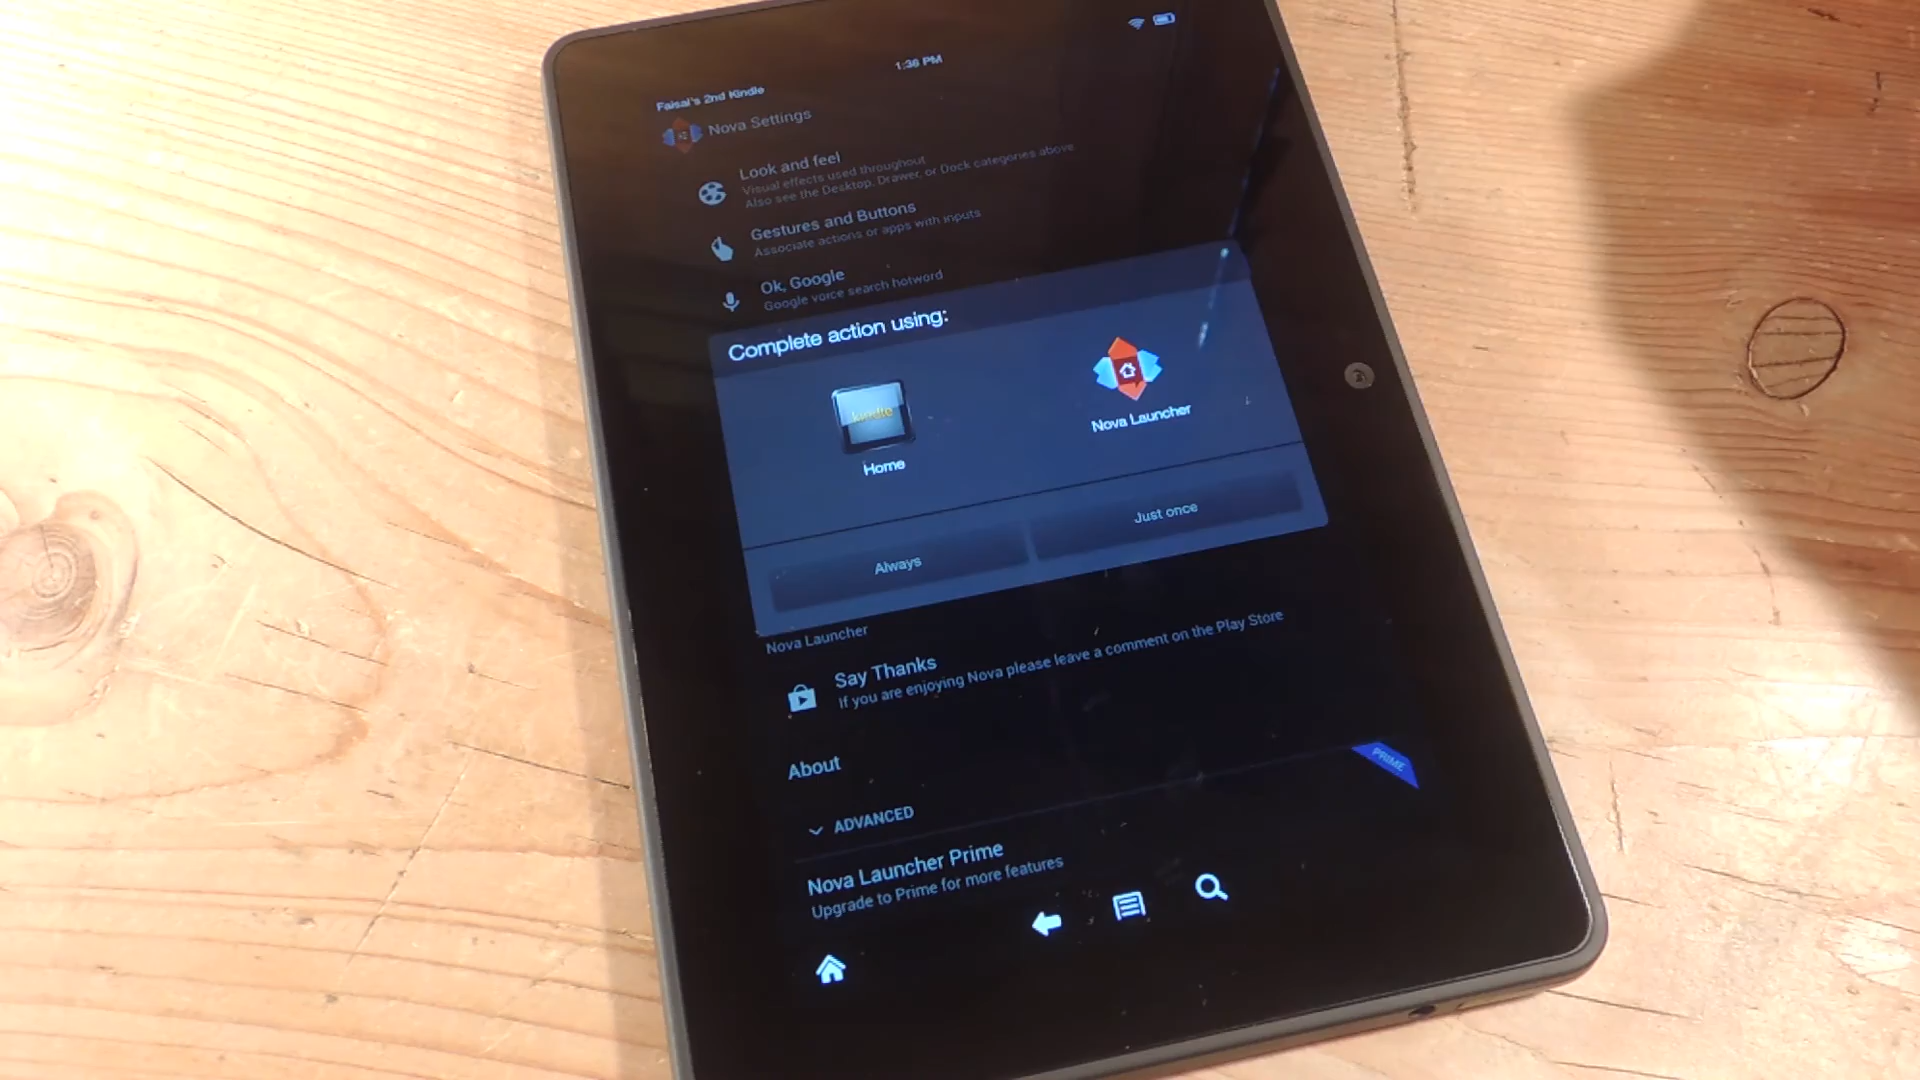 1:36 PM
Faisal's 2nd Kindle
Nova Settings
Look and feel
Visual effects used throughout
Also see the Desktop, Drawer, or Dock categories above
Gestures and Buttons
Associate actions or apps with inputs
Ok, Google
Google voice search hotword
Complete action using:
kindle
Home
Nova Launcher
Always
Just once
Nova Launcher
Say Thanks
If you are enjoying Nova please leave a comment on the Play Store
About
PRIME
ADVANCED
Nova Launcher Prime
Upgrade to Prime for more features